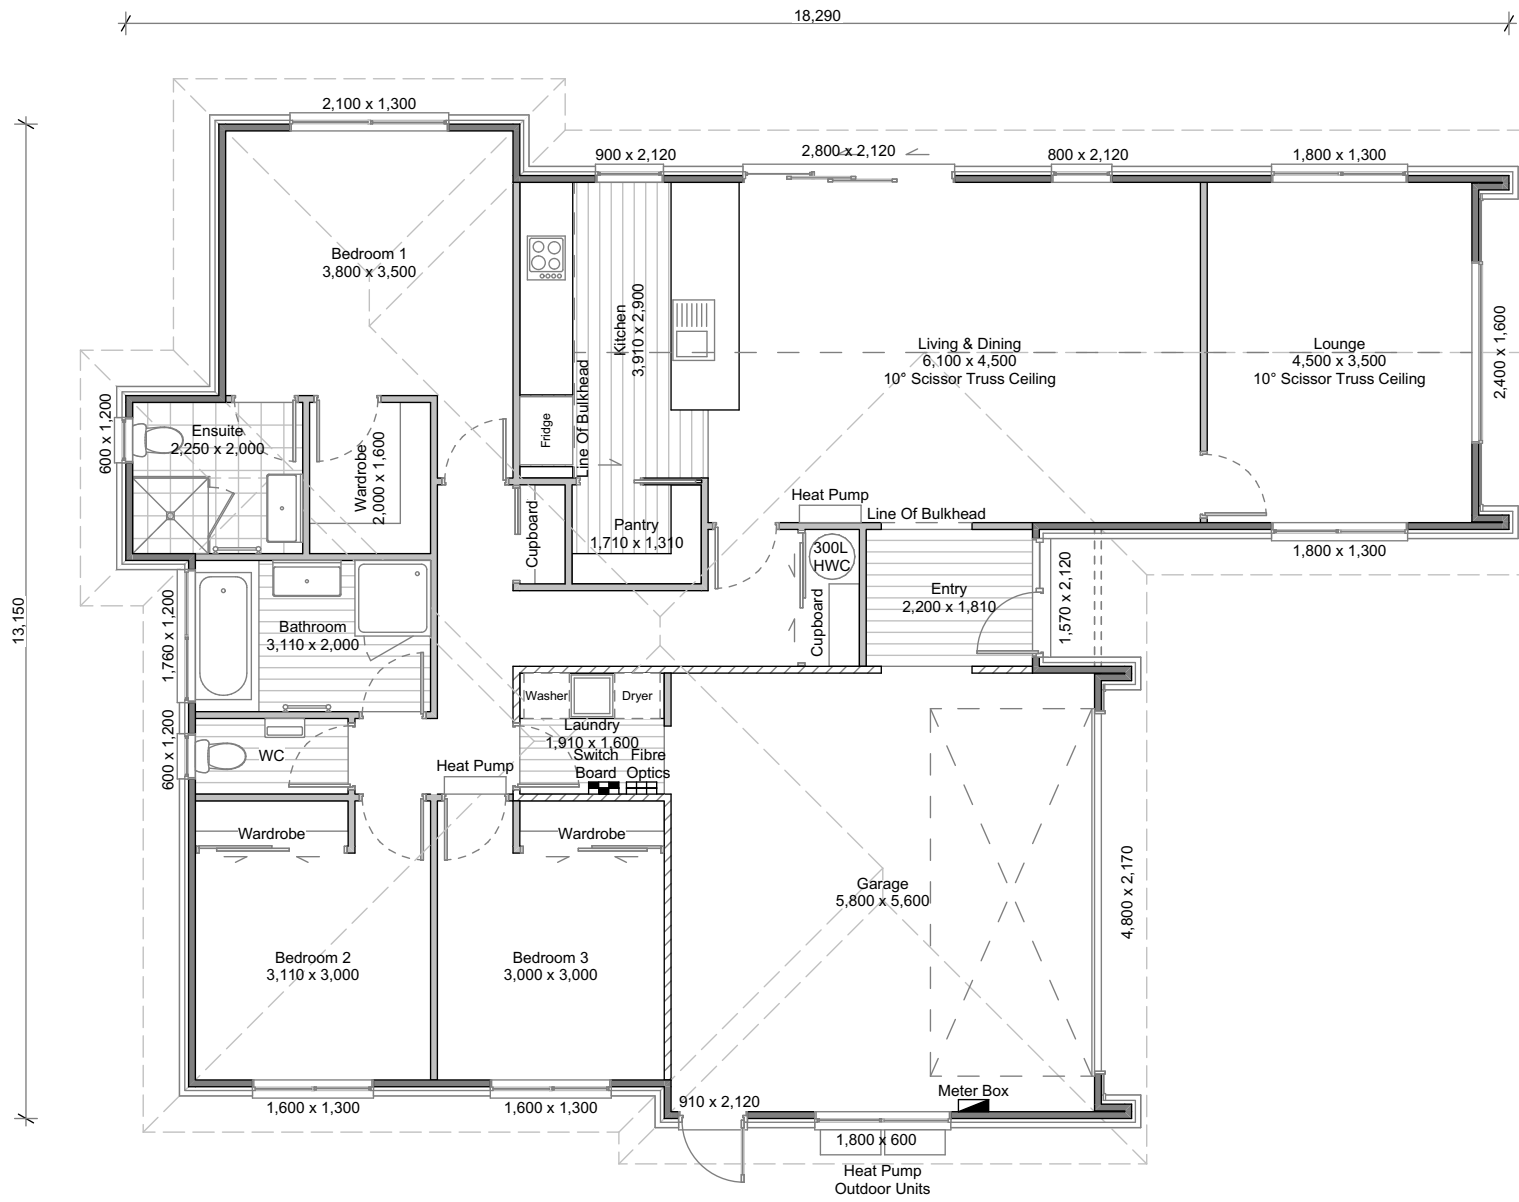 18,290
2,100 x 1,300
900 x 2,120
2,800 x 2,120
800 x 2,120
1,800 x 1,300
13,150
Bedroom 1
3,800 x 3,500
Kitchen
3,910 x 2,900
Line Of Bulkhead
Fridge
Living & Dining
6,100 x 4,500
10° Scissor Truss Ceiling
Lounge
4,500 x 3,500
10° Scissor Truss Ceiling
2,400 x 1,600
600 x 1,200
Ensuite
2,250 x 2,000
Wardrobe
2,000 x 1,600
Cupboard
Pantry
1,710 x 1,310
Heat Pump
Line Of Bulkhead
300L
HWC
Cupboard
Entry
2,200 x 1,810
1,570 x 2,120
1,800 x 1,300
1,760 x 1,200
Bathroom
3,110 x 2,000
Washer
Dryer
Laundry
1,910 x 1,600
Switch
Board
Fibre
Optics
600 x 1,200
WC
Heat Pump
Wardrobe
Wardrobe
Garage
5,800 x 5,600
4,800 x 2,170
Bedroom 2
3,110 x 3,000
Bedroom 3
3,000 x 3,000
1,600 x 1,300
1,600 x 1,300
910 x 2,120
Meter Box
1,800 x 600
Heat Pump
Outdoor Units